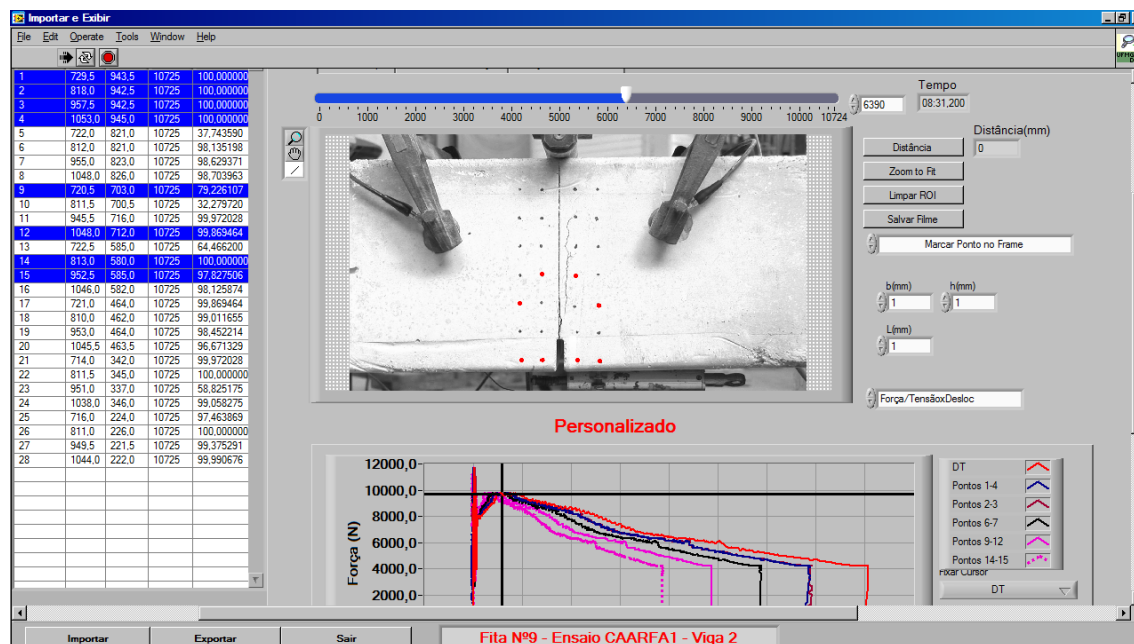 Importar e Exibir
File Edit Operate Tools Window Help
1 729,5 943,5 10725 100,000000
2 818,0 942,5 10725 100,000000
3 957,5 942,5 10725 100,000000
4 1053,0 945,0 10725 100,000000
5 722,0 821,0 10725 37,743590
6 812,0 821,0 10725 98,135198
7 955,0 823,0 10725 98,629371
8 1048,0 826,0 10725 98,703963
9 720,5 703,0 10725 79,226107
10 811,5 700,5 10725 32,279720
11 945,5 716,0 10725 99,972028
12 1048,0 712,0 10725 99,869464
13 722,5 585,0 10725 64,466200
14 813,0 580,0 10725 100,000000
15 952,5 585,0 10725 97,827506
16 1046,0 582,0 10725 98,125874
17 721,0 464,0 10725 99,869464
18 810,0 462,0 10725 99,011655
19 953,0 464,0 10725 98,452214
20 1045,5 463,5 10725 96,671329
21 714,0 342,0 10725 99,972028
22 811,5 345,0 10725 100,000000
23 951,0 337,0 10725 58,825175
24 1038,0 346,0 10725 99,058275
25 716,0 224,0 10725 97,463869
26 811,0 226,0 10725 100,000000
27 949,5 221,5 10725 99,375291
28 1044,0 222,0 10725 99,990676
0 1000 2000 3000 4000 5000 6000 7000 8000 9000 10724
6390
Tempo
08:31,200
Distância(mm)
0
Distância
Zoom to Fit
Limpar ROI
Salvar Filme
Marcar Ponto no Frame
b(mm) h(mm)
1 1
L(mm)
1
Força/TensãoxDesloc
Personalizado
12000,0
10000,0
8000,0
6000,0
4000,0
2000,0
Força (N)
DT
Pontos 1-4
Pontos 2-3
Pontos 6-7
Pontos 9-12
Pontos 14-15
Fixar Cursor
DT
Importar Exportar Sair
Fita Nº9 - Ensaio CAARFA1 - Viga 2